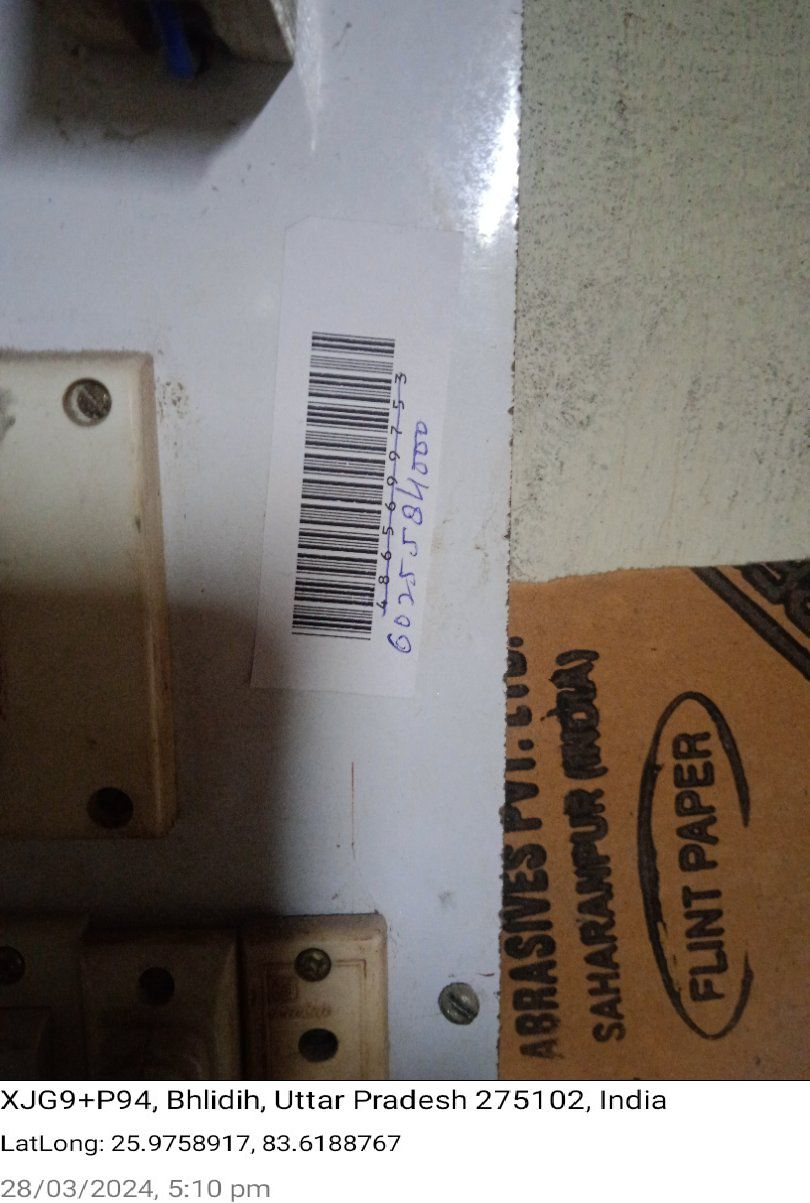 4865699753
6025584000
ABRASIVES PVT. LTD.
SAHARANPUR (INDIA)
FLINT PAPER
XJG9+P94, Bhlidih, Uttar Pradesh 275102, India
LatLong: 25.9758917, 83.6188767
28/03/2024, 5:10 pm